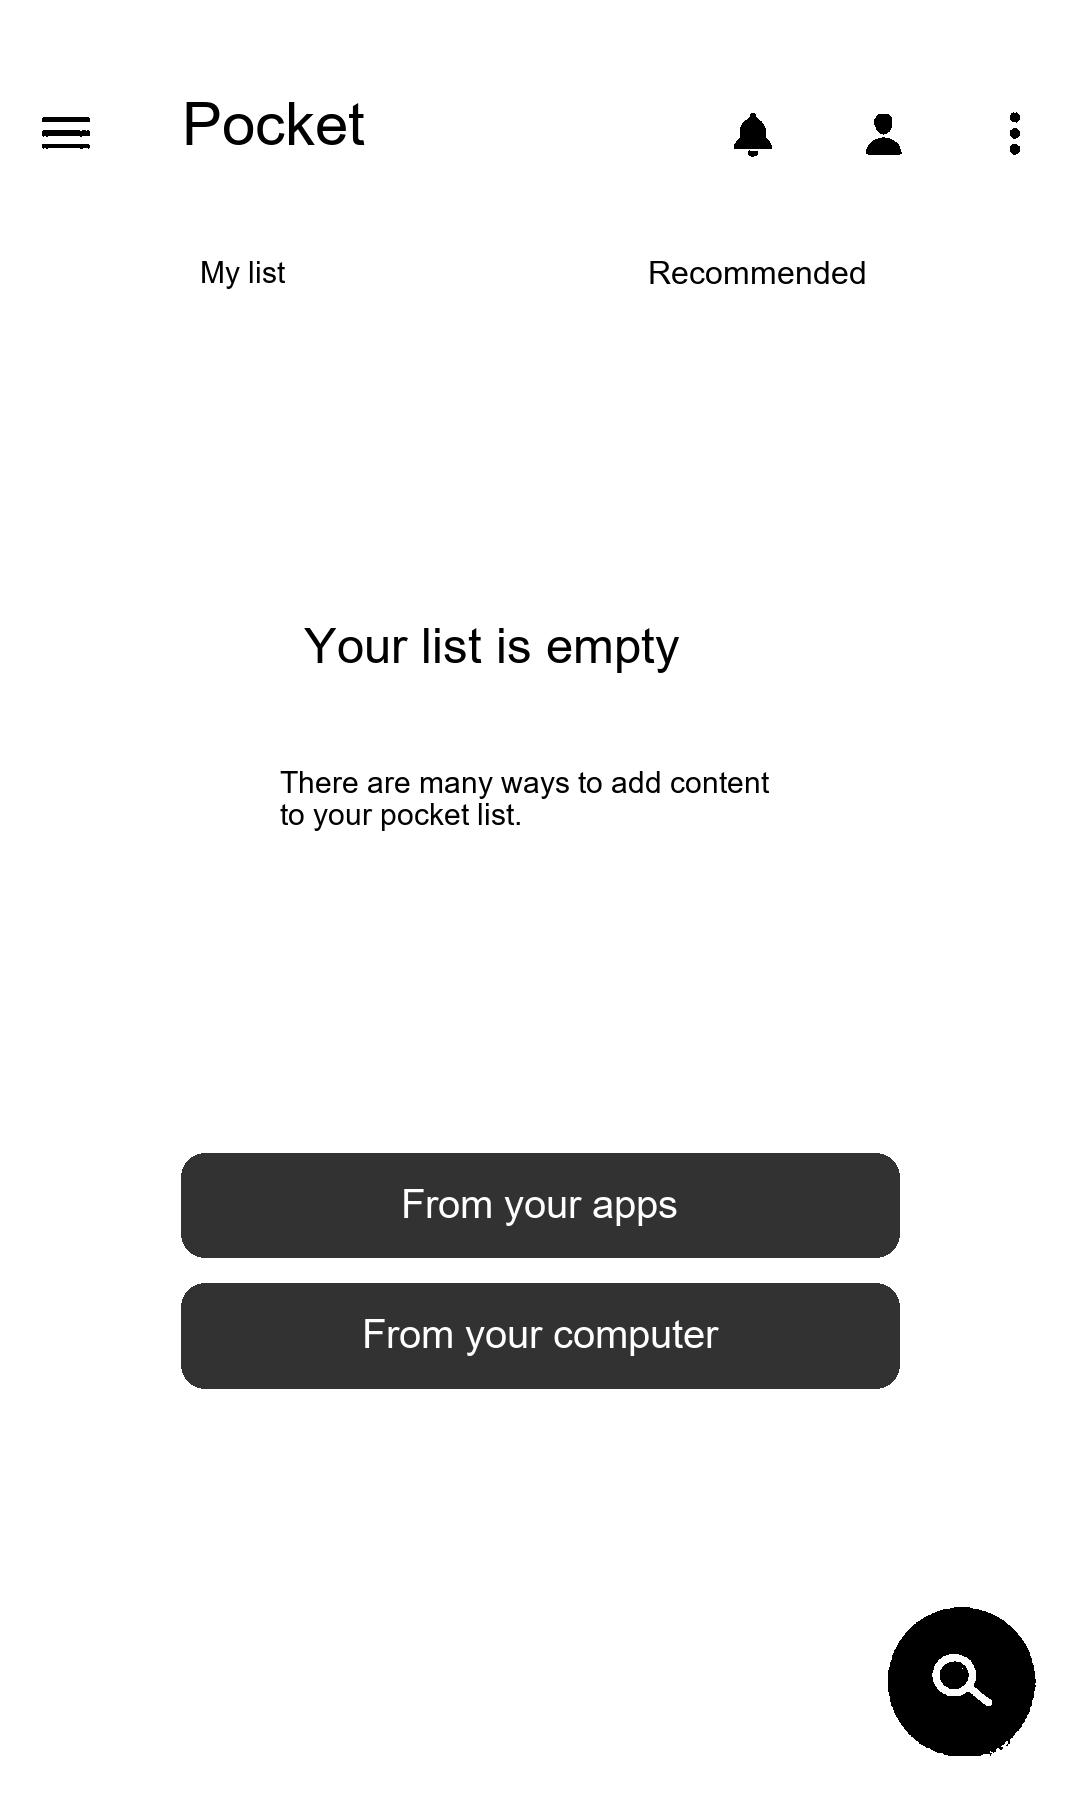 Pocket
My list
Recommended
Your list is empty
There are many ways to add content
to your pocket list.
From your apps
From your computer